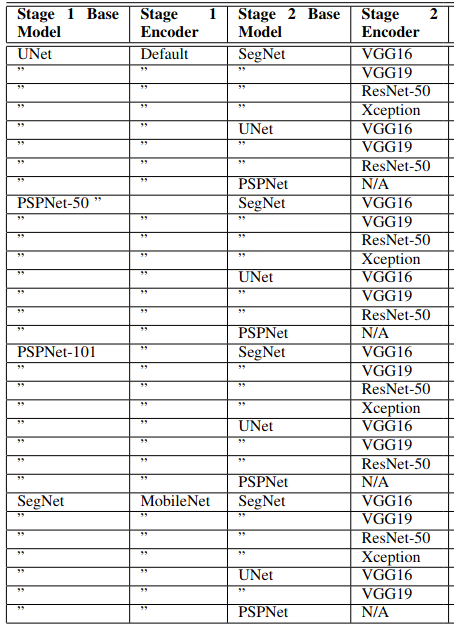 Stage 1 Base Model | Stage 1 Encoder | Stage 2 Base Model | Stage 2 Encoder
UNet | Default | SegNet | VGG16
” | ” | ” | VGG19
” | ” | ” | ResNet-50
” | ” | ” | Xception
” | ” | UNet | VGG16
” | ” | ” | VGG19
” | ” | ” | ResNet-50
” | ” | PSPNet | N/A
PSPNet-50 ” | | SegNet | VGG16
” | ” | ” | VGG19
” | ” | ” | ResNet-50
” | ” | ” | Xception
” | ” | UNet | VGG16
” | ” | ” | VGG19
” | ” | ” | ResNet-50
” | ” | PSPNet | N/A
PSPNet-101 | ” | SegNet | VGG16
” | ” | ” | VGG19
” | ” | ” | ResNet-50
” | ” | ” | Xception
” | ” | UNet | VGG16
” | ” | ” | VGG19
” | ” | ” | ResNet-50
” | ” | PSPNet | N/A
SegNet | MobileNet | SegNet | VGG16
” | ” | ” | VGG19
” | ” | ” | ResNet-50
” | ” | ” | Xception
” | ” | UNet | VGG16
” | ” | ” | VGG19
” | ” | PSPNet | N/A